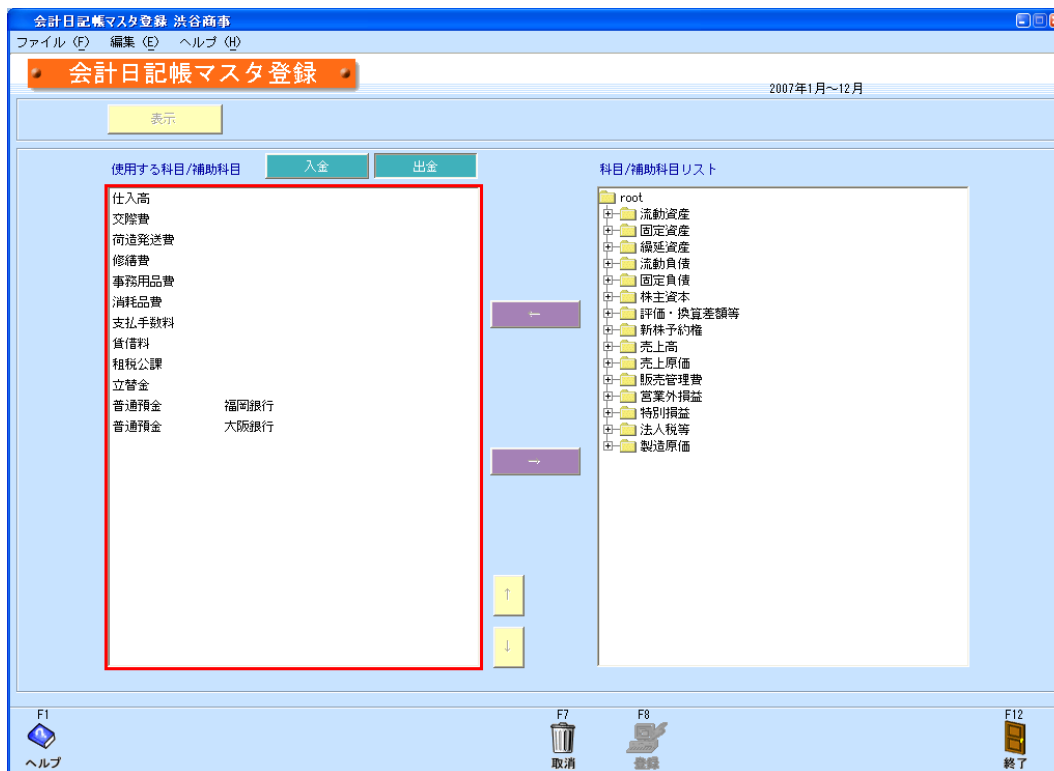 会計日記帳マスタ登録 渋谷商事
ファイル (F) 編集 (E) ヘルプ (H)
会計日記帳マスタ登録
2007年1月～12月
表示
使用する科目/補助科目 入金 出金
仕入高
交際費
荷造発送費
修繕費
事務用品費
消耗品費
支払手数料
賃借料
租税公課
立替金
普通預金 福岡銀行
普通預金 大阪銀行
←
→
↑
↓
科目/補助科目リスト
root
流動資産
固定資産
繰延資産
流動負債
固定負債
株主資本
評価・換算差額等
新株予約権
売上高
売上原価
販売管理費
営業外損益
特別損益
法人税等
製造原価
F1 F7 F8 F12
ヘルプ 取消 登録 終了